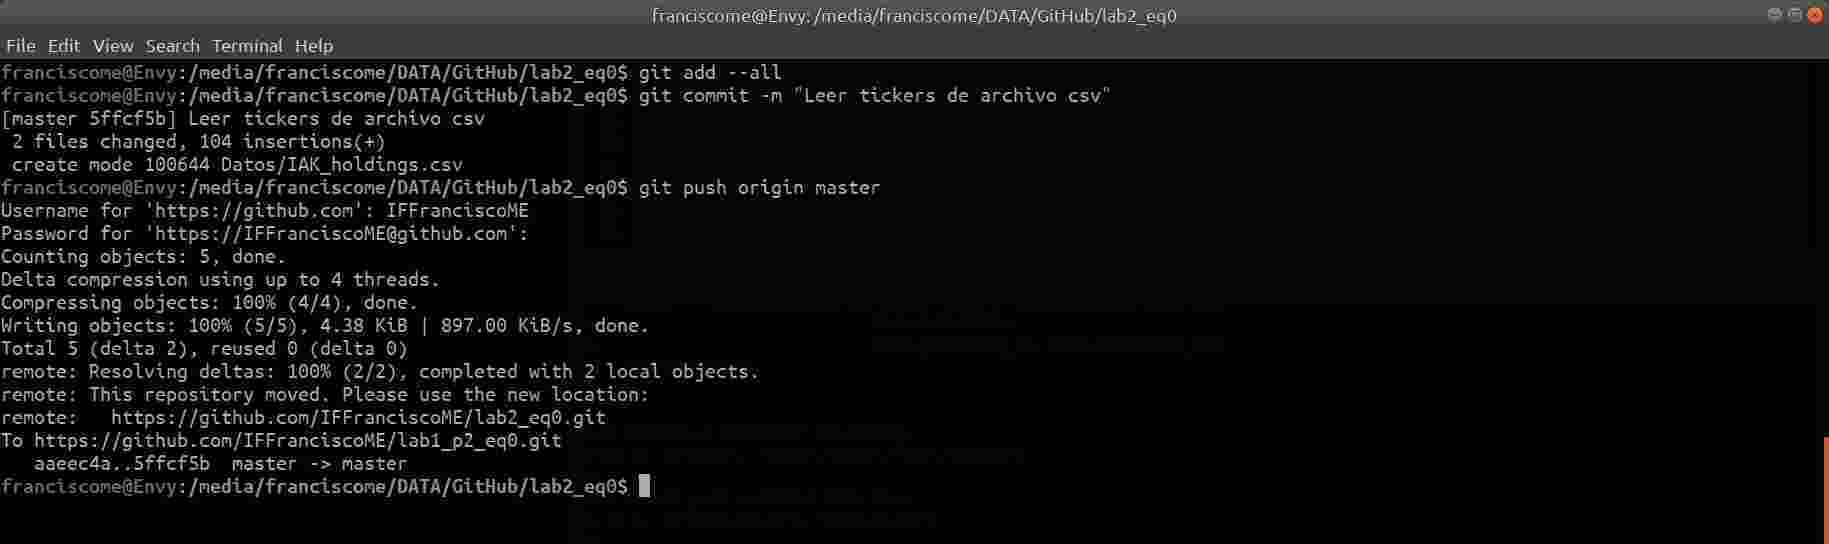 franciscome@Envy: /media/franciscome/DATA/GitHub/lab2_eq0
File Edit View Search Terminal Help
franciscome@Envy:/media/franciscome/DATA/GitHub/lab2_eq0$ git add --all
franciscome@Envy:/media/franciscome/DATA/GitHub/lab2_eq0$ git commit -m "Leer tickers de archivo csv"
[master 5ffcf5b] Leer tickers de archivo csv
 2 files changed, 104 insertions(+)
 create mode 100644 Datos/IAK_holdings.csv
franciscome@Envy:/media/franciscome/DATA/GitHub/lab2_eq0$ git push origin master
Username for 'https://github.com': IFFranciscoME
Password for 'https://IFFranciscoME@github.com':
Counting objects: 5, done.
Delta compression using up to 4 threads.
Compressing objects: 100% (4/4), done.
Writing objects: 100% (5/5), 4.38 KiB | 897.00 KiB/s, done.
Total 5 (delta 2), reused 0 (delta 0)
remote: Resolving deltas: 100% (2/2), completed with 2 local objects.
remote: This repository moved. Please use the new location:
remote:   https://github.com/IFFranciscoME/lab2_eq0.git
To https://github.com/IFFranciscoME/lab1_p2_eq0.git
   aaeec4a..5ffcf5b  master -> master
franciscome@Envy:/media/franciscome/DATA/GitHub/lab2_eq0$